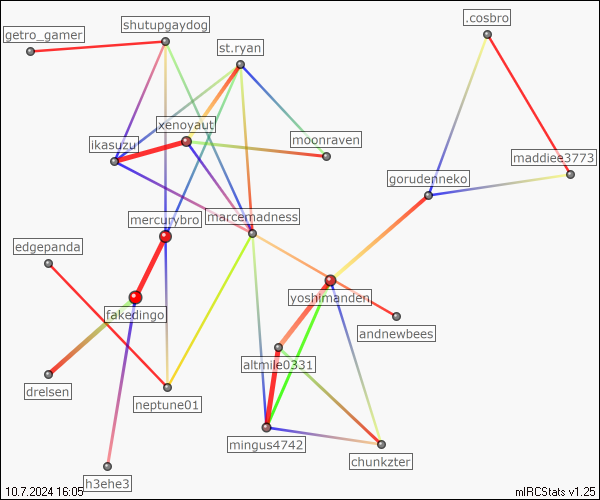 shutupgaydog
.cosbro
getro_gamer
st.ryan
xenoyaut
moonraven
ikasuzu
maddiee3773
gorudenneko
mercurybro
marcemadness
edgepanda
yoshimanden
fakedingo
andnewbees
altmile0331
drelsen
neptune01
mingus4742
chunkzter
h3ehe3
10.7.2024 16:05
mIRCStats v1.25